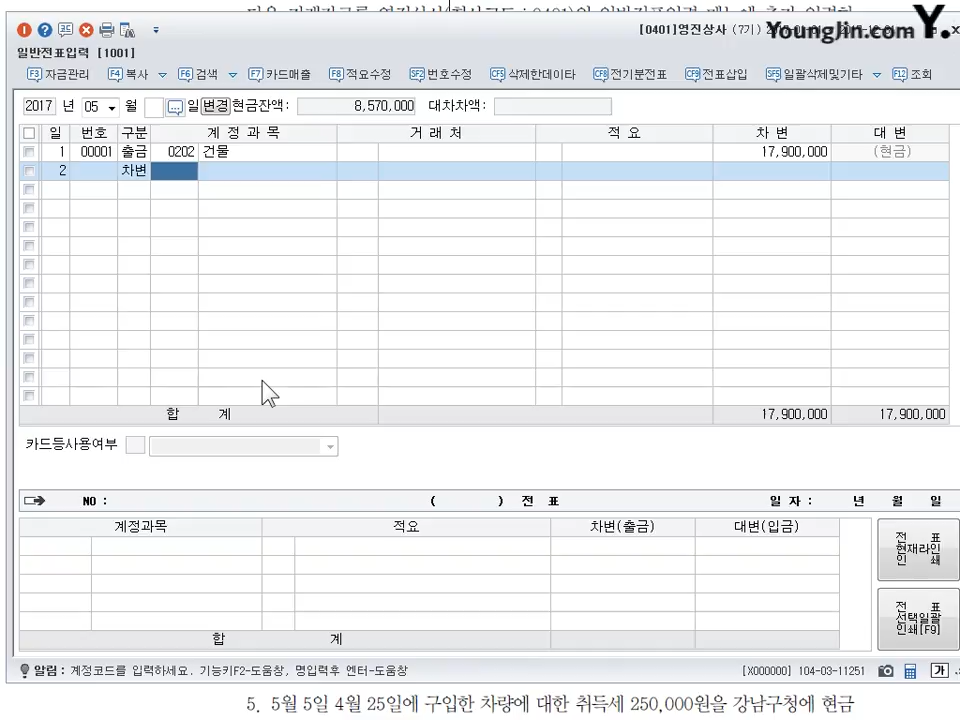 [0401]영진상사 (7기)
YoungJin.com Y.
일반전표입력 [1001]
F3 자금관리 F4 복사 F6 검색 F7 카드매출 F8 적요수정 SF2 번호수정 CF5 삭제한데이타 CF8 전기분전표 CF9 전표삽입 SF5 일괄삭제및기타 F12 조회
2017 년 05 월 일 변경 현금잔액: 8,570,000 대차차액:
일 번호 구분 계정과목 거래처 적요 차변 대변
1 00001 출금 0202 건물 17,900,000 (현금)
2 차변
합 계 17,900,000 17,900,000
카드등사용여부
NO : ( ) 전 표 일 자 : 년 월 일
계정과목 적요 차변(출금) 대변(입금)
전 표
현재라인
인 쇄
전 표
선택일괄
인쇄[F9]
합 계
알림 : 계정코드를 입력하세요. 기능키F2-도움창, 명입력후 엔터-도움창 [X000000] 104-03-11251 가
5. 5월 5일 4월 25일에 구입한 차량에 대한 취득세 250,000원을 강남구청에 현금